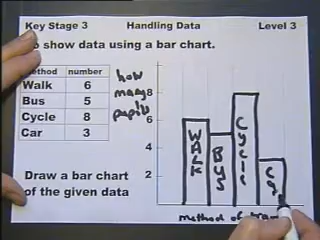 Key Stage 3 Handling Data Level 3
o show data using a bar chart.
Method number
Walk 6
Bus 5
Cycle 8
Car 3
how
many
pupils
8
6
4
2
WALK
BUS
CYCLE
Ca
Draw a bar chart
of the given data
method of